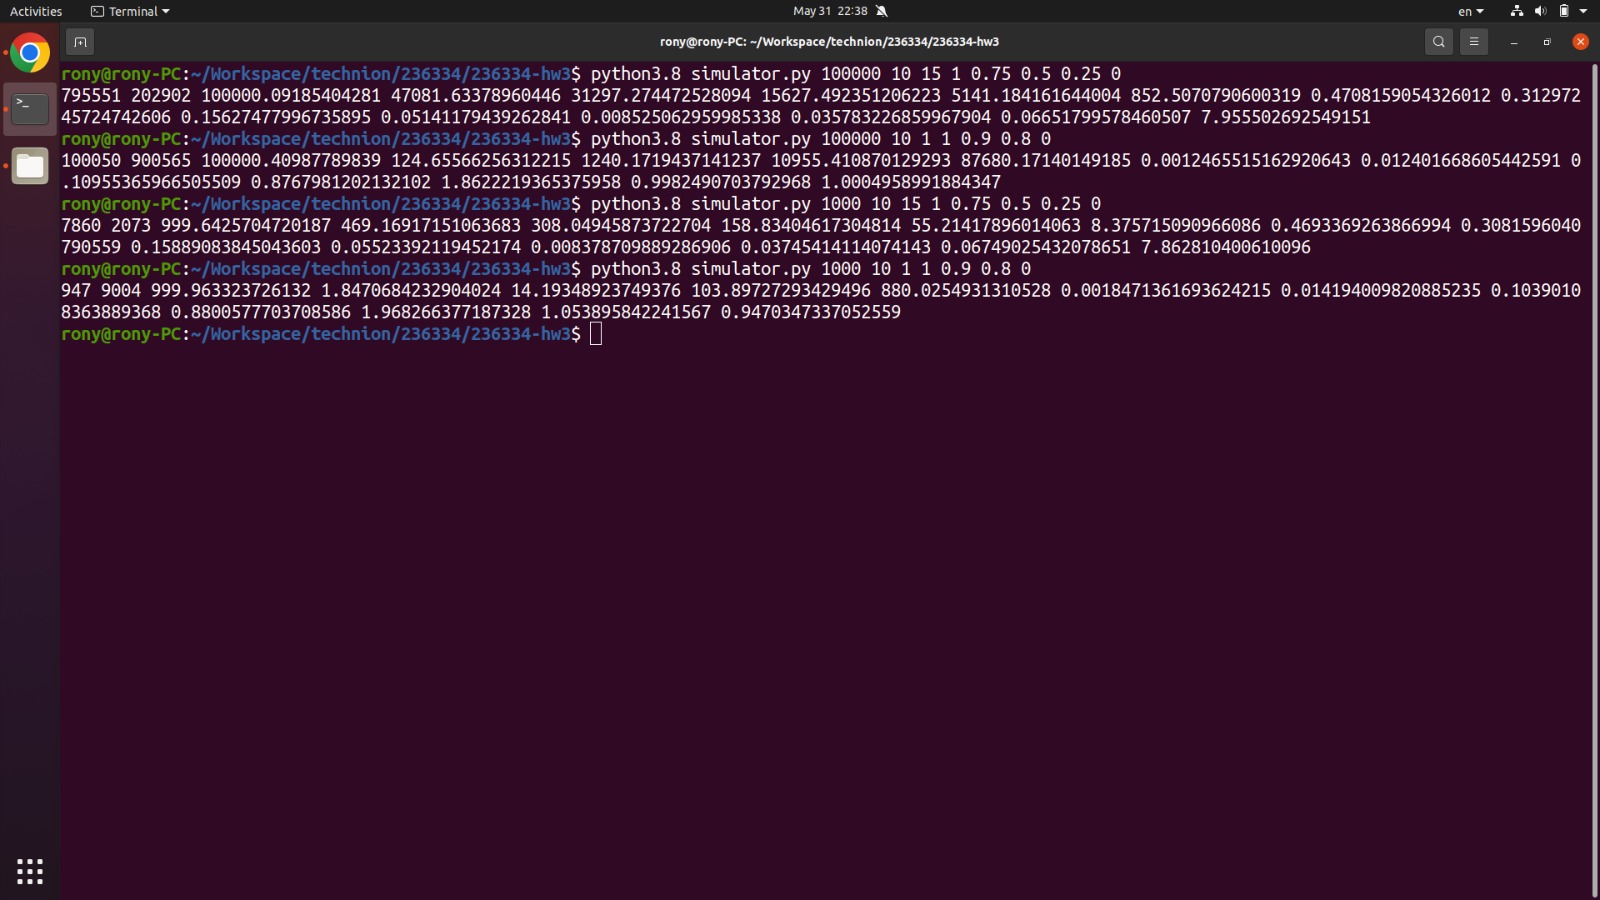 Activities Terminal May 31 22:38 en
rony@rony-PC: ~/Workspace/technion/236334/236334-hw3
rony@rony-PC:~/Workspace/technion/236334/236334-hw3$ python3.8 simulator.py 100000 10 15 1 0.75 0.5 0.25 0
795551 202902 100000.09185404281 47081.63378960446 31297.274472528094 15627.492351206223 5141.184161644004 852.5070790600319 0.4708159054326012 0.312972
45724742606 0.15627477996735895 0.05141179439262841 0.008525062959985338 0.035783226859967904 0.06651799578460507 7.955502692549151
rony@rony-PC:~/Workspace/technion/236334/236334-hw3$ python3.8 simulator.py 100000 10 1 1 0.9 0.8 0
100050 900565 100000.40987789839 124.65566256312215 1240.1719437141237 10955.410870129293 87680.17140149185 0.0012465515162920643 0.012401668605442591 0
.10955365966505509 0.8767981202132102 1.8622219365375958 0.9982490703792968 1.0004958991884347
rony@rony-PC:~/Workspace/technion/236334/236334-hw3$ python3.8 simulator.py 1000 10 15 1 0.75 0.5 0.25 0
7860 2073 999.6425704720187 469.16917151063683 308.04945873722704 158.83404617304814 55.21417896014063 8.375715090966086 0.4693369263866994 0.3081596040
790559 0.15889083845043603 0.05523392119452174 0.008378709889286906 0.03745414114074143 0.06749025432078651 7.862810400610096
rony@rony-PC:~/Workspace/technion/236334/236334-hw3$ python3.8 simulator.py 1000 10 1 1 0.9 0.8 0
947 9004 999.963323726132 1.8470684232904024 14.19348923749376 103.89727293429496 880.0254931310528 0.0018471361693624215 0.014194009820885235 0.1039010
8363889368 0.8800577703708586 1.968266377187328 1.053895842241567 0.9470347337052559
rony@rony-PC:~/Workspace/technion/236334/236334-hw3$